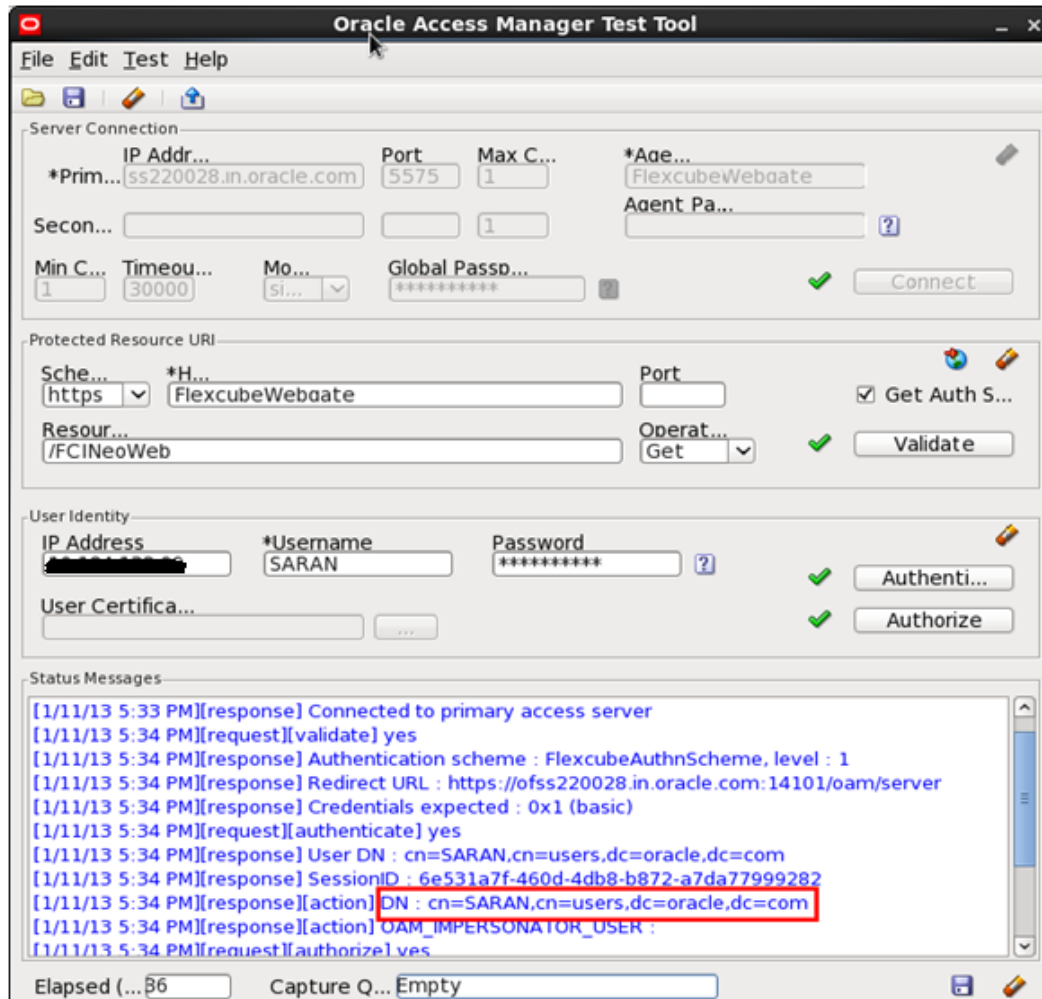 Oracle Access Manager Test Tool
File Edit Test Help
Server Connection
IP Addr... Port Max C... *Age...
*Prim... ss220028.in.oracle.com 5575 1 FlexcubeWebgate
Agent Pa...
Secon... 1
Min C... Timeou... Mo... Global Passp...
1 30000 si... ********** Connect
Protected Resource URI
Sche... *H... Port
https FlexcubeWebgate Get Auth S...
Resour... Operat...
/FCINeoWeb Get Validate
User Identity
IP Address *Username Password
SARAN ********** Authenti...
User Certifica...
... Authorize
Status Messages
[1/11/13 5:33 PM][response] Connected to primary access server
[1/11/13 5:34 PM][request][validate] yes
[1/11/13 5:34 PM][response] Authentication scheme : FlexcubeAuthnScheme, level : 1
[1/11/13 5:34 PM][response] Redirect URL : https://ofss220028.in.oracle.com:14101/oam/server
[1/11/13 5:34 PM][response] Credentials expected : 0x1 (basic)
[1/11/13 5:34 PM][request][authenticate] yes
[1/11/13 5:34 PM][response] User DN : cn=SARAN,cn=users,dc=oracle,dc=com
[1/11/13 5:34 PM][response] SessionID : 6e531a7f-460d-4db8-b872-a7da77999282
[1/11/13 5:34 PM][response][action] DN : cn=SARAN,cn=users,dc=oracle,dc=com
[1/11/13 5:34 PM][response][action] OAM_IMPERSONATOR_USER :
[1/11/13 5:34 PM][request][authorize] yes
Elapsed (... 36 Capture Q... Empty